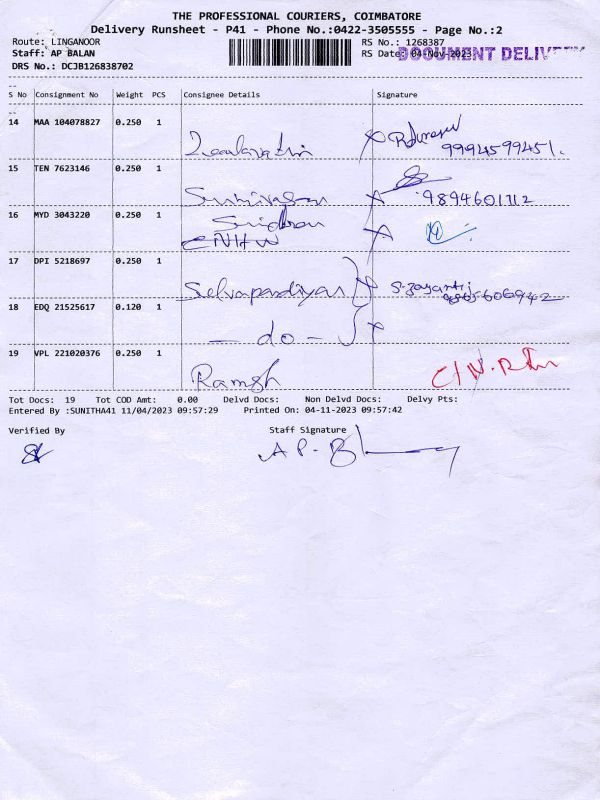 THE PROFESSIONAL COURIERS, COIMBATORE
Delivery Runsheet - P41 - Phone No.:0422-3505555 - Page No.:2
Route: LINGANOOR
RS No.: 1268387
Staff: AP BALAN
RS Date: 04-Nov-2023
DOCUMENT DELIVERY
DRS No.: DCJB126838702
S No Consignment No Weight PCS Consignee Details Signature
14 MAA 104078827 0.250 1
9994599451.
15 TEN 7623146 0.250 1
Srinivasan 9894601712
16 MYD 3043220 0.250 1 Sridharan
17 DPI 5218697 0.250 1
Selvapandiyan S. Jayanthi
18 EDQ 21525617 0.120 1
- do -
19 VPL 221020376 0.250 1
Ramesh
Tot Docs: 19 Tot COD Amt: 0.00 Delvd Docs: Non Delvd Docs: Delvy Pts:
Entered By :SUNITHA41 11/04/2023 09:57:29 Printed On: 04-11-2023 09:57:42
Verified By Staff Signature
A P. B